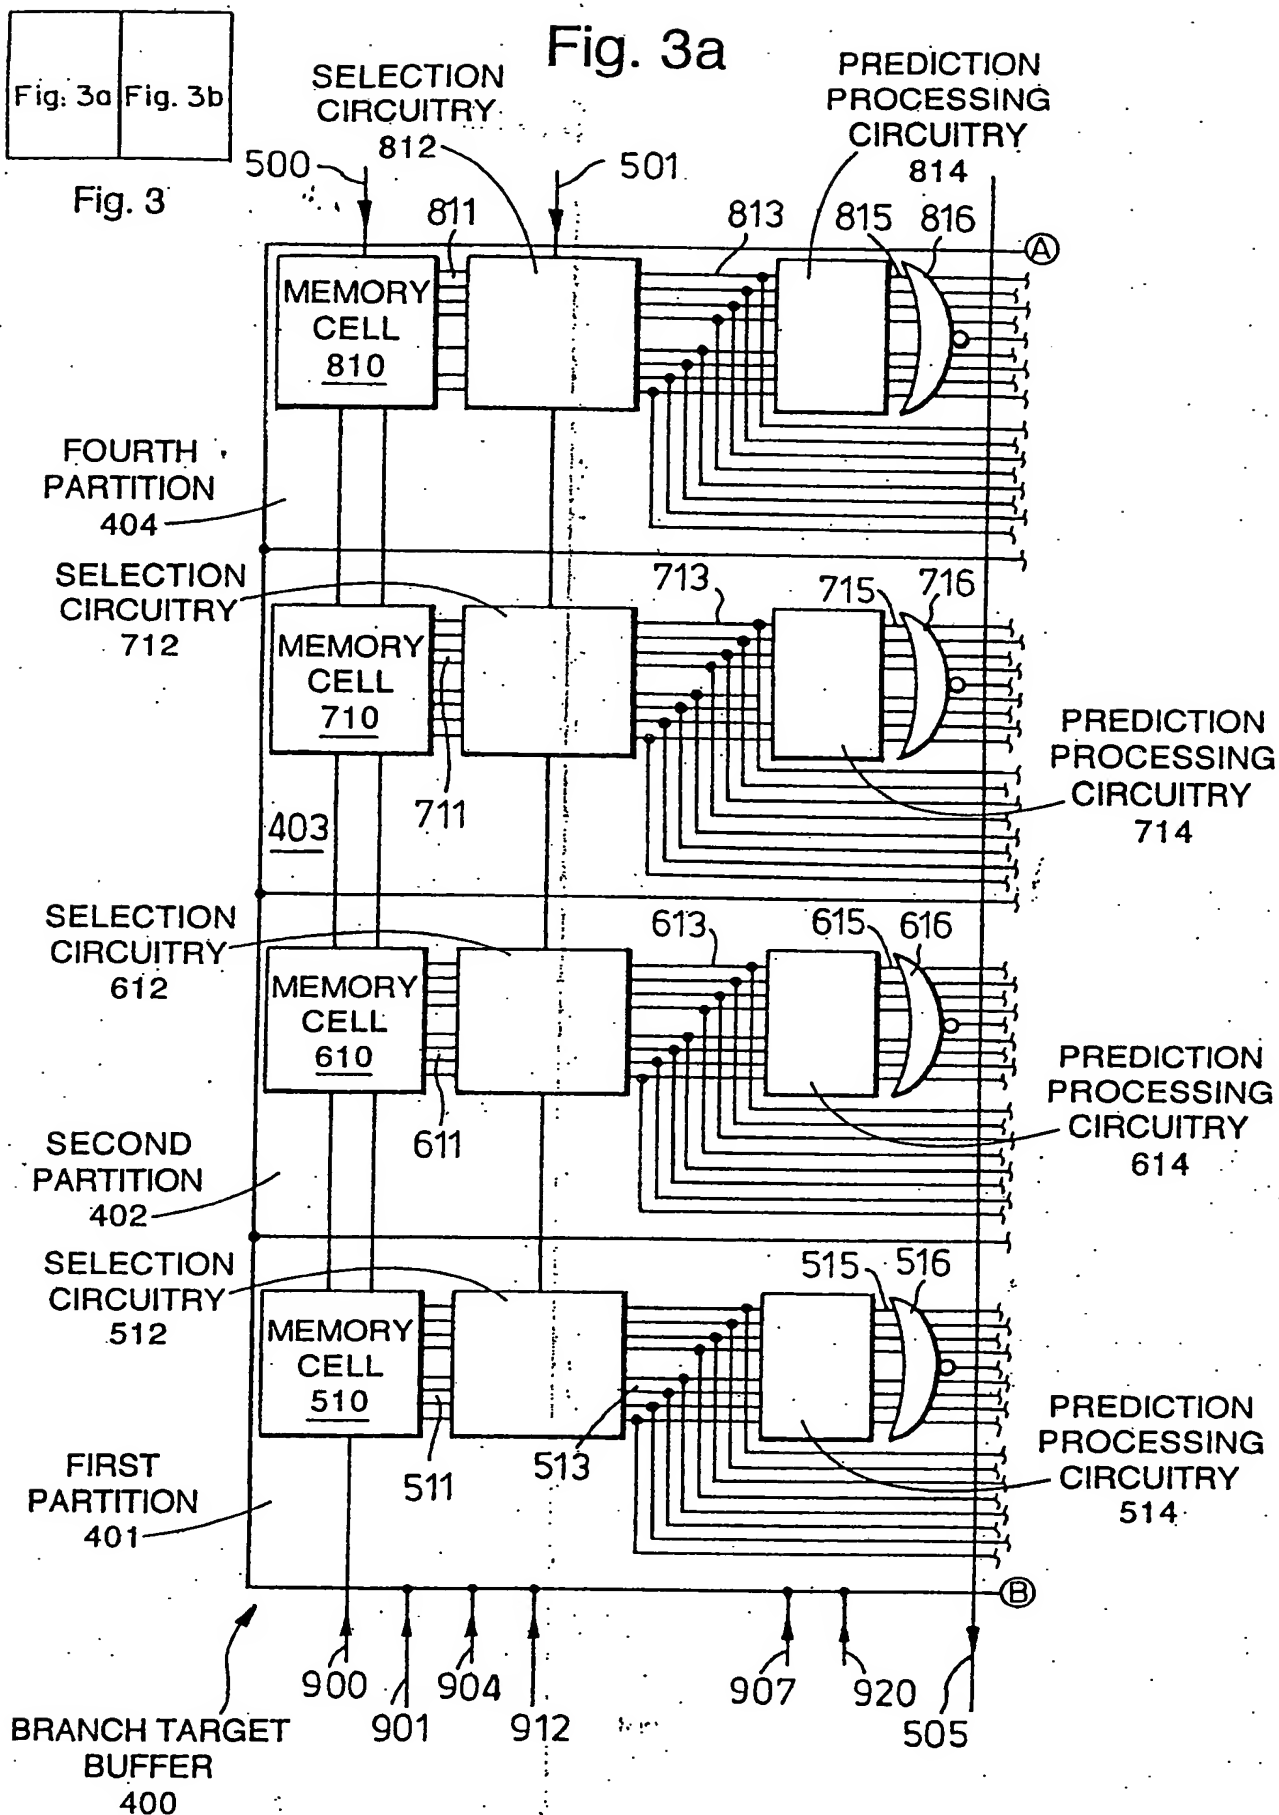 Fig. 3a
Fig. 3a Fig. 3b
Fig. 3
SELECTION
CIRCUITRY
812
PREDICTION
PROCESSING
CIRCUITRY
814
500
501
811
813
815
816
A
MEMORY
CELL
810
FOURTH
PARTITION
404
SELECTION
CIRCUITRY
712
713
715
716
MEMORY
CELL
710
711
403
PREDICTION
PROCESSING
CIRCUITRY
714
SELECTION
CIRCUITRY
612
613
615
616
MEMORY
CELL
610
611
SECOND
PARTITION
402
PREDICTION
PROCESSING
CIRCUITRY
614
SELECTION
CIRCUITRY
512
515
516
MEMORY
CELL
510
511
513
FIRST
PARTITION
401
PREDICTION
PROCESSING
CIRCUITRY
514
B
900
901
904
912
907
920
505
BRANCH TARGET
BUFFER
400